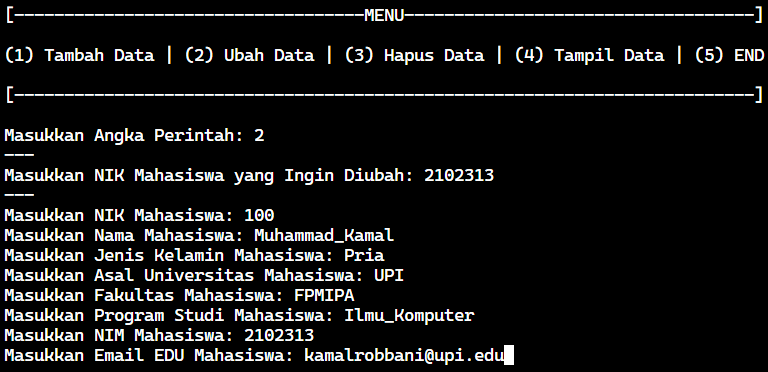 [-----------------------------------MENU-----------------------------------]
(1) Tambah Data | (2) Ubah Data | (3) Hapus Data | (4) Tampil Data | (5) END
[--------------------------------------------------------------------------]
Masukkan Angka Perintah: 2
---
Masukkan NIK Mahasiswa yang Ingin Diubah: 2102313
---
Masukkan NIK Mahasiswa: 100
Masukkan Nama Mahasiswa: Muhammad_Kamal
Masukkan Jenis Kelamin Mahasiswa: Pria
Masukkan Asal Universitas Mahasiswa: UPI
Masukkan Fakultas Mahasiswa: FPMIPA
Masukkan Program Studi Mahasiswa: Ilmu_Komputer
Masukkan NIM Mahasiswa: 2102313
Masukkan Email EDU Mahasiswa: kamalrobbani@upi.edu